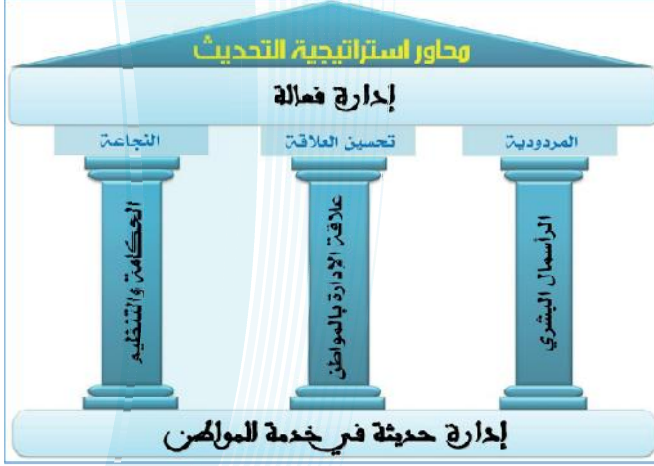 محاور استراتيجية التحديث
إدارة فعالة
المردودية
تحسين العلاقة
النجاعة
الرأسمال البشري
علاقة الإدارة بالمواطن
الحكامة والتنظيم
إدارة حديثة في خدمة المواطن